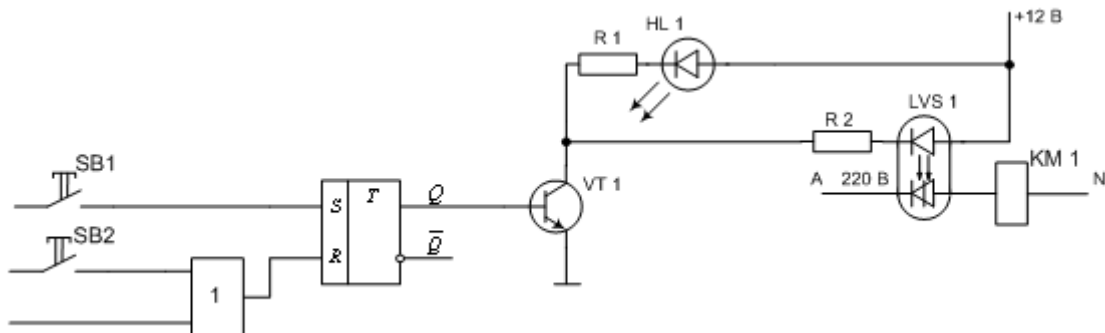 +12 В
R 1
HL 1
LVS 1
R 2
KM 1
A
220 В
N
SB1
VT 1
S
T
Q
SB2
R
Q̅
1